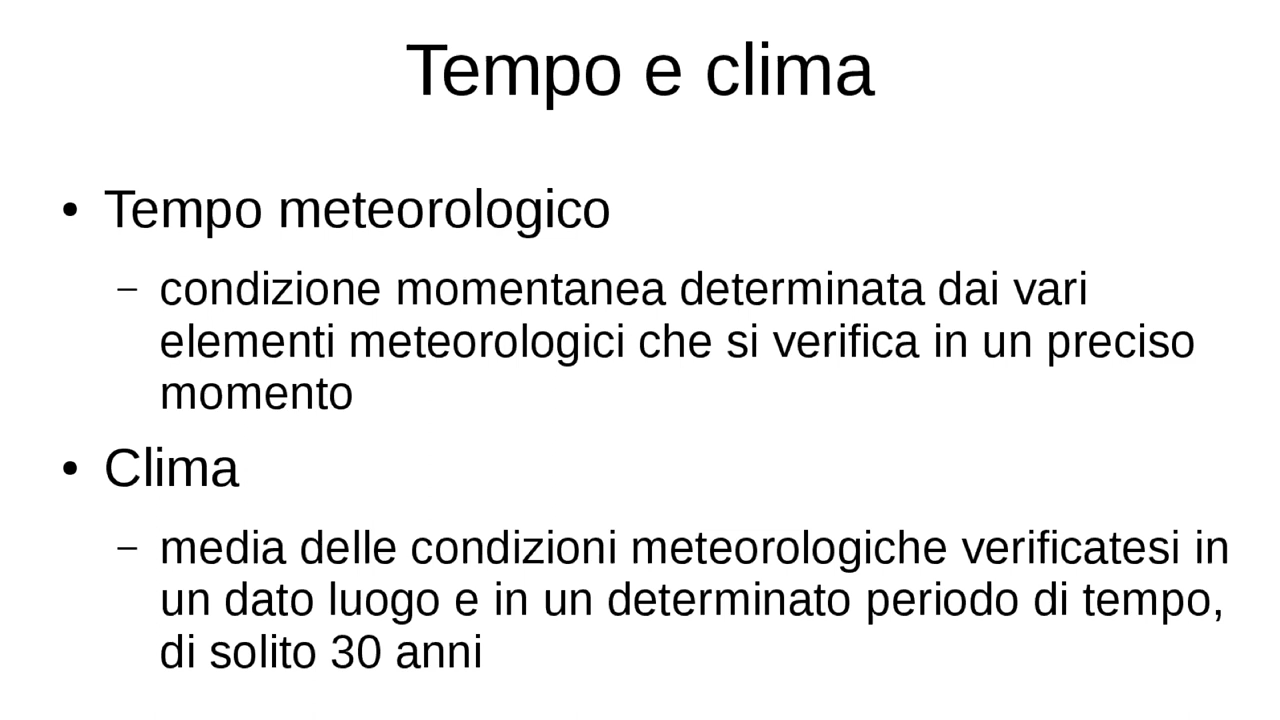 Tempo e clima
• Tempo meteorologico
– condizione momentanea determinata dai vari
elementi meteorologici che si verifica in un preciso
momento
• Clima
– media delle condizioni meteorologiche verificatesi in
un dato luogo e in un determinato periodo di tempo,
di solito 30 anni